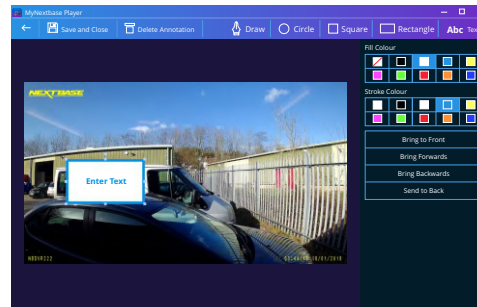 MyNextbase Player
Save and Close
Delete Annotation
Draw
Circle
Square
Rectangle
Abc
Fill Colour
Stroke Colour
Bring to Front
Bring Forwards
Bring Backwards
Send to Back
NEXTBASE
Enter Text